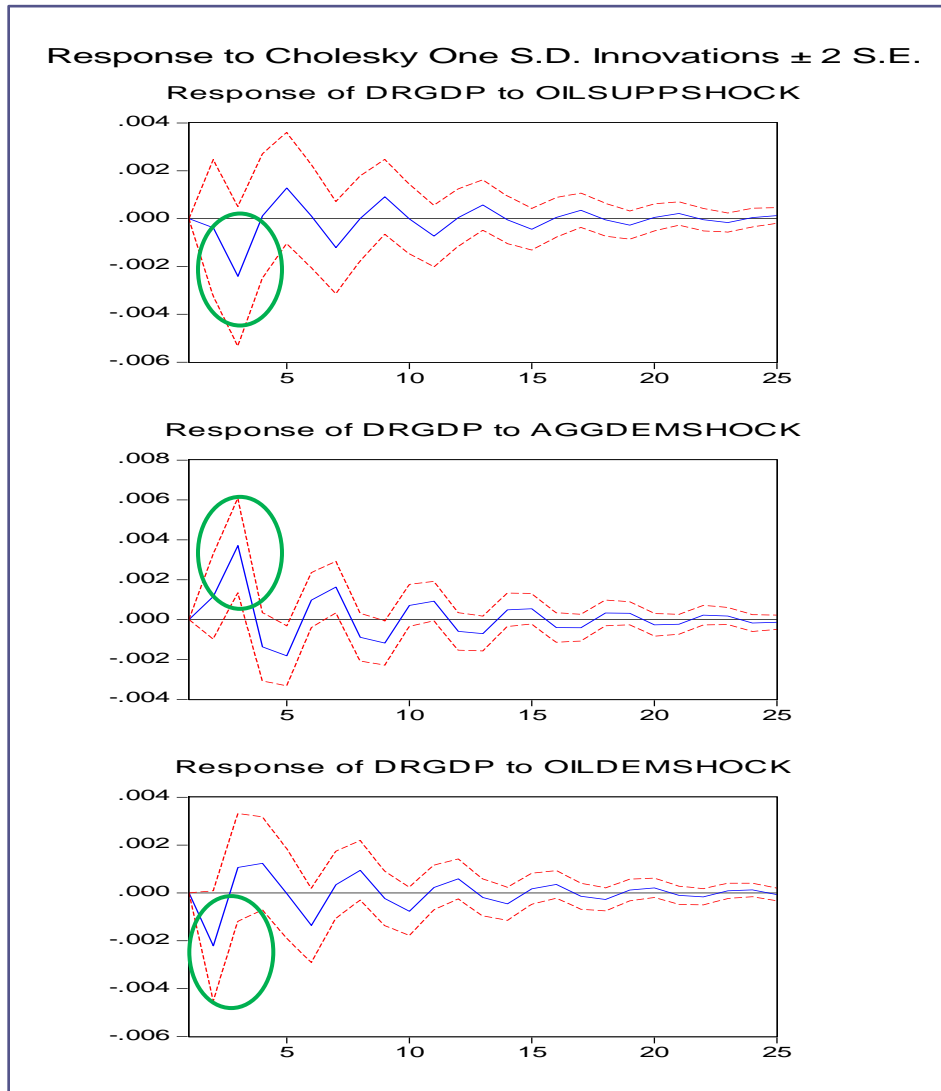 Response to Cholesky One S.D. Innovations ± 2 S.E.
Response of DRGDP to OILSUPPSHOCK
.004
.002
.000
-.002
-.004
-.006
5 10 15 20 25
Response of DRGDP to AGGDEMSHOCK
.008
.006
.004
.002
.000
-.002
-.004
5 10 15 20 25
Response of DRGDP to OILDEMSHOCK
.004
.002
.000
-.002
-.004
-.006
5 10 15 20 25